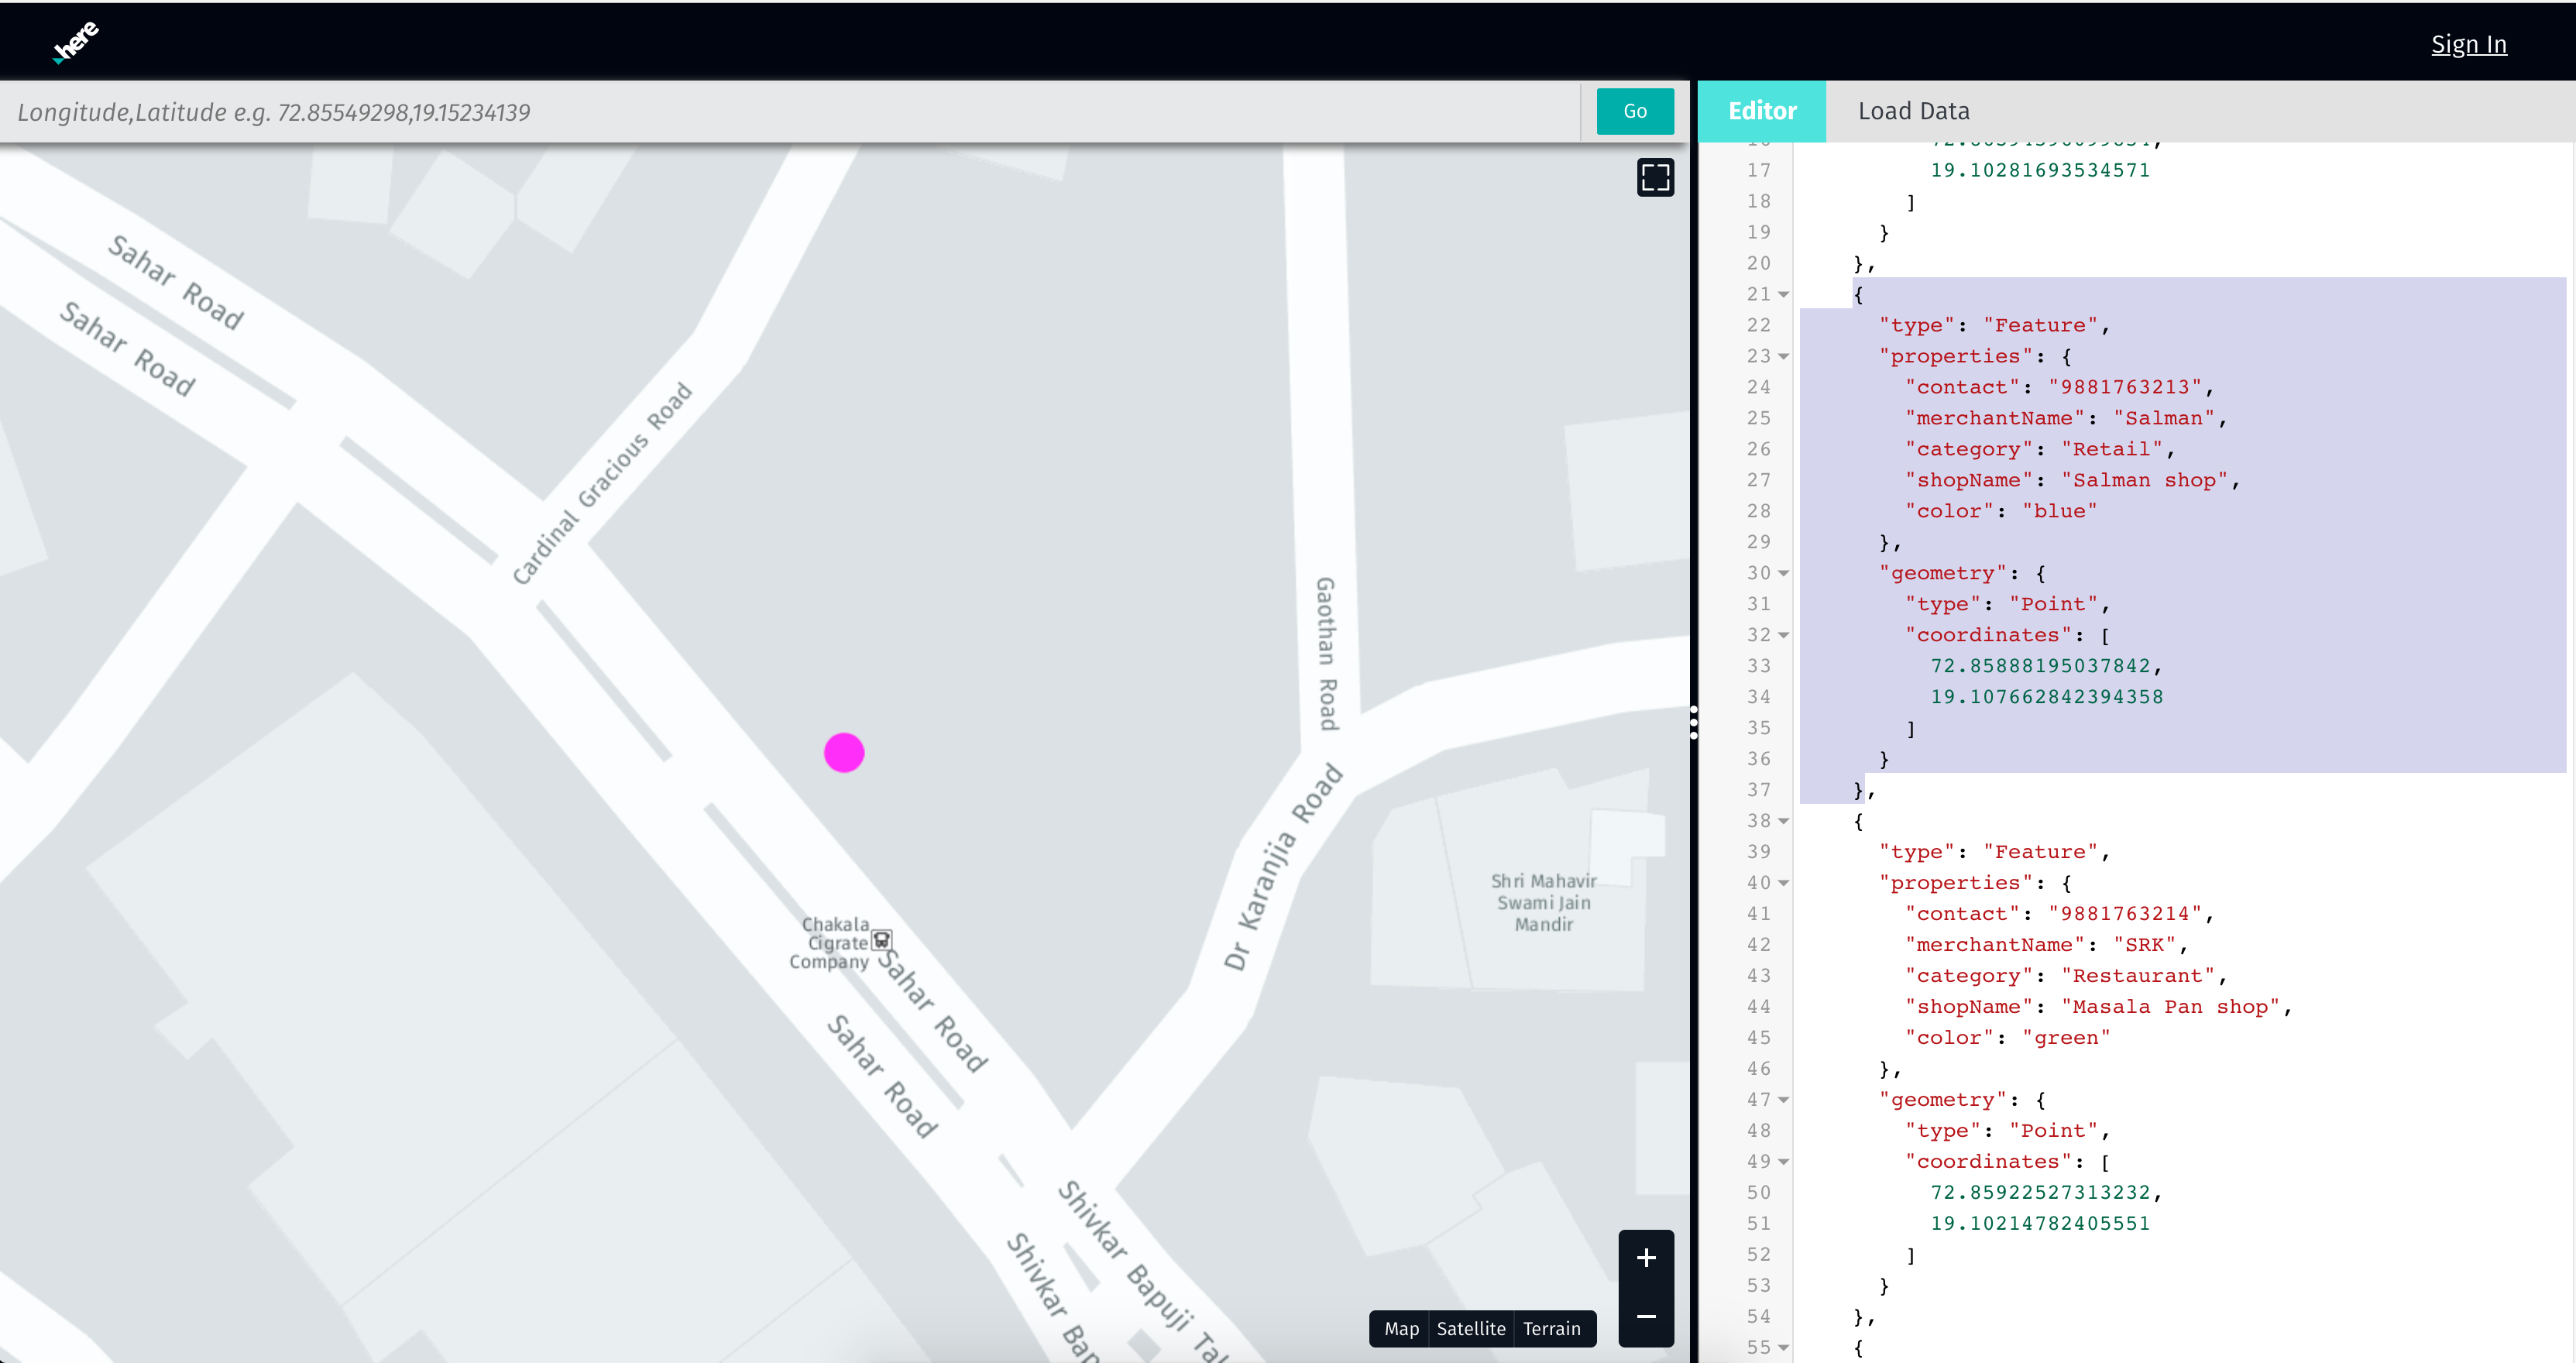 here
Sign In
Longitude,Latitude e.g. 72.85549298,19.15234139
Go
Editor
Load Data
Sahar Road
Sahar Road
Cardinal Gracious Road
Gaothan Road
Dr Karanjia Road
Shri Mahavir
Swami Jain
Mandir
Chakala
Cigrate
Company
Sahar Road
Sahar Road
Shivkar Bapuji
Shivkar
Map
Satellite
Terrain
+
−
17 19.10281693534571
18 ]
19 }
20 },
21 {
22 "type": "Feature",
23 "properties": {
24 "contact": "9881763213",
25 "merchantName": "Salman",
26 "category": "Retail",
27 "shopName": "Salman shop",
28 "color": "blue"
29 },
30 "geometry": {
31 "type": "Point",
32 "coordinates": [
33 72.85888195037842,
34 19.107662842394358
35 ]
36 }
37 },
38 {
39 "type": "Feature",
40 "properties": {
41 "contact": "9881763214",
42 "merchantName": "SRK",
43 "category": "Restaurant",
44 "shopName": "Masala Pan shop",
45 "color": "green"
46 },
47 "geometry": {
48 "type": "Point",
49 "coordinates": [
50 72.85922527313232,
51 19.10214782405551
52 ]
53 }
54 },
55 {